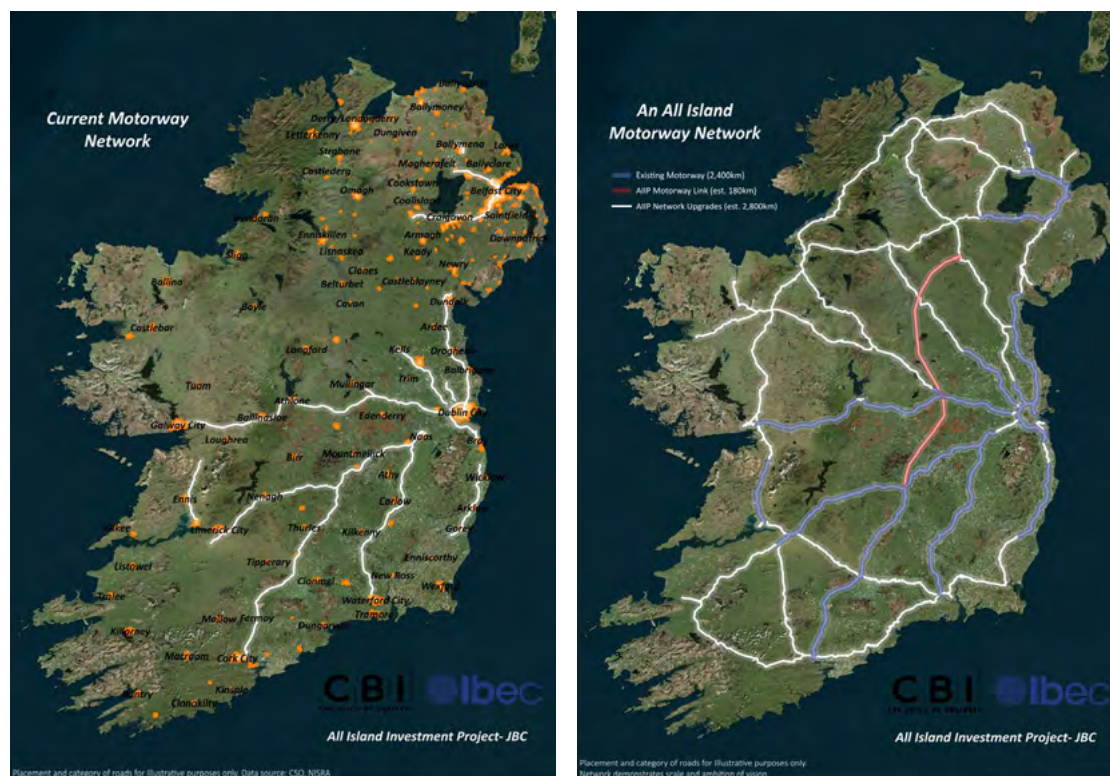 Current Motorway
Network
Ballymoney
Derry/Londonderry
Dungiven
Letterkenny
Strabane
Ballymena
Larne
Magherafelt
Ballyclare
Castlederg
Cookstown
Omagh
Belfast City
Coalisland
Craigavon
Saintfield
Armagh
Downpatrick
Enniskillen
Lisnaskea
Keady
Sligo
Newry
Clones
Ballina
Belturbet
Castleblayney
Boyle
Cavan
Dundalk
Castlebar
Ardee
Longford
Kells
Drogheda
Trim
Balbriggan
Tuam
Mullingar
Athlone
Dublin City
Ballinasloe
Edenderry
Galway City
Loughrea
Naas
Bray
Birr
Mountmellick
Athy
Wicklow
Ennis
Nenagh
Carlow
Arklow
Kilkee
Limerick City
Thurles
Kilkenny
Gorey
Listowel
Tipperary
Enniscorthy
Clonmel
New Ross
Wexford
Tralee
Waterford City
Mallow
Fermoy
Tramore
Killarney
Dungarvan
Macroom
Cork City
Bantry
Kinsale
Clonakilty
CBI
Ibec
All Island Investment Project- JBC
Placement and category of roads for Illustrative purposes only. Data source: CSO, NISRA
An All Island
Motorway Network
Existing Motorway (2,400km)
AIIP Motorway Link (est. 180km)
AIIP Network Upgrades (est. 2,800km)
CBI
Ibec
All Island Investment Project- JBC
Placement and category of roads for Illustrative purposes only.
Network demonstrates scale and ambition of vision